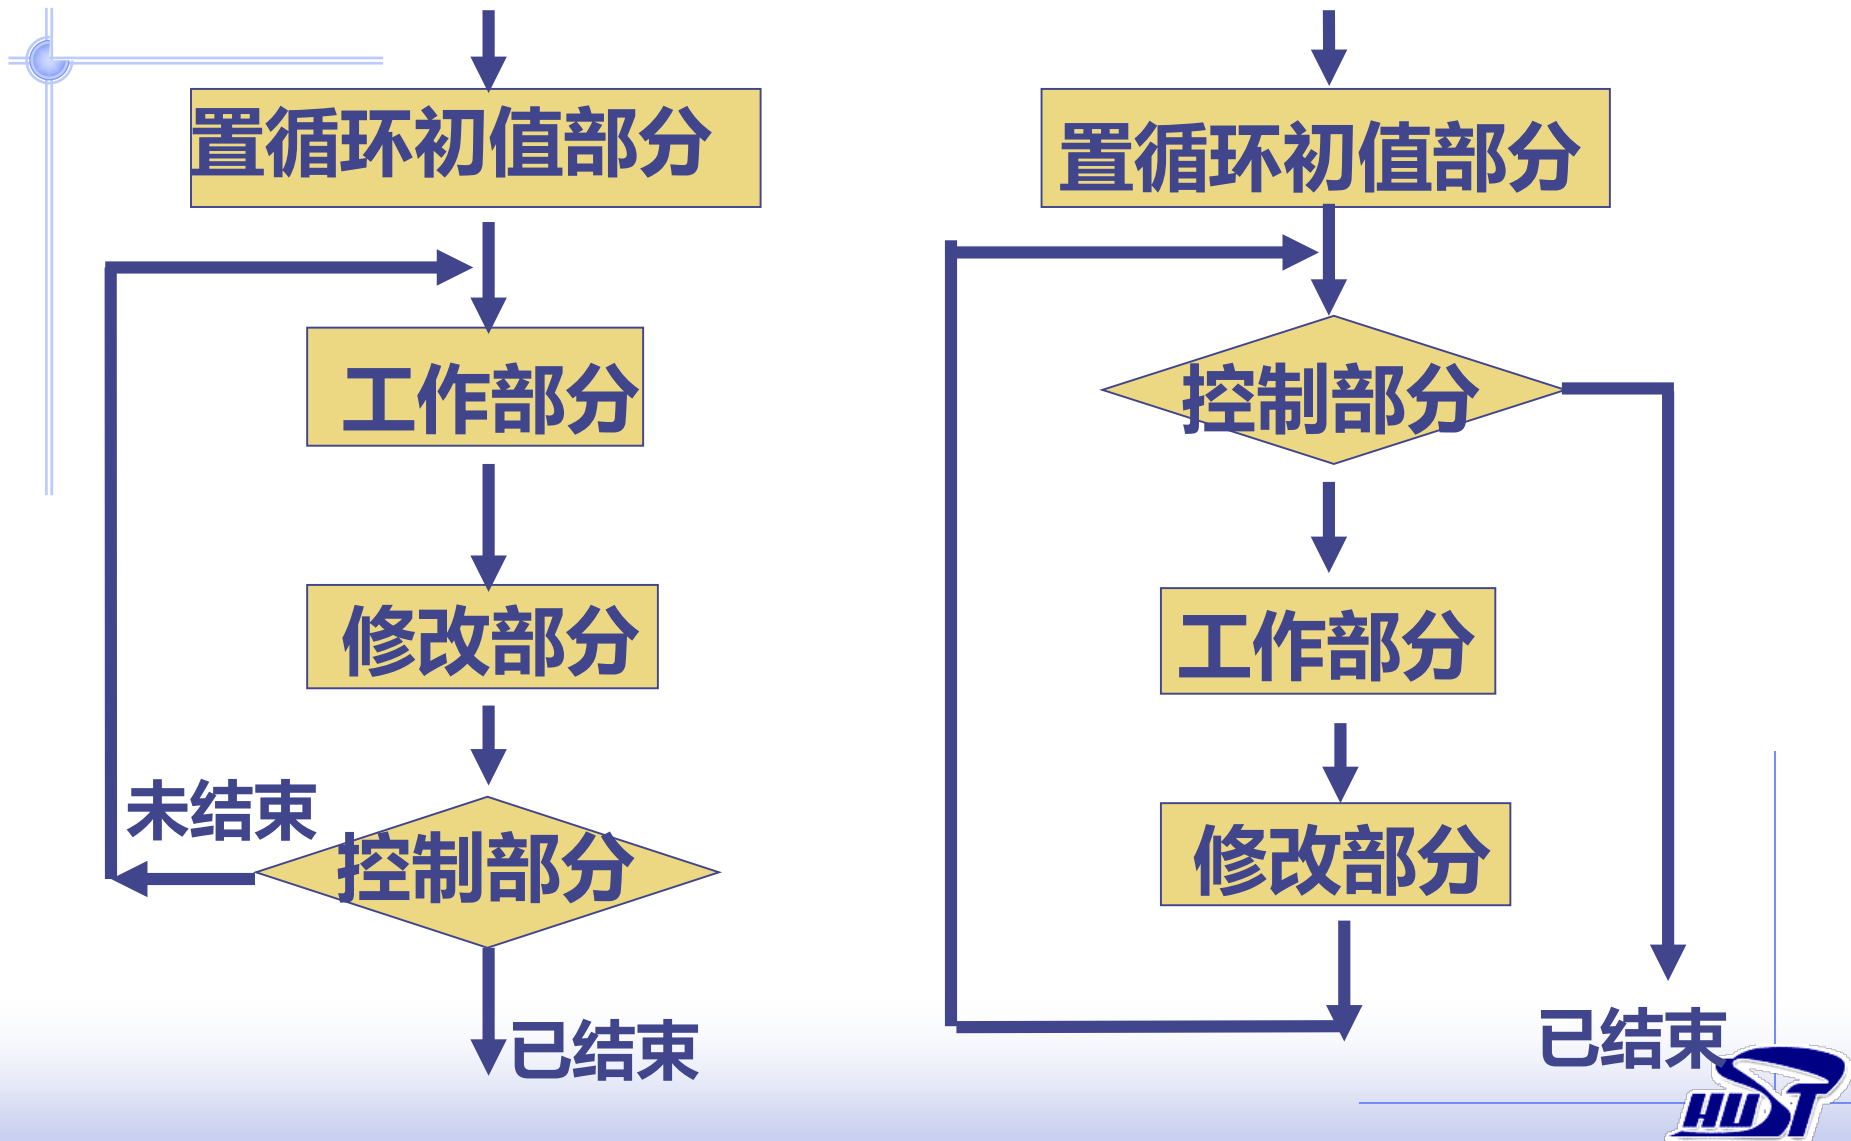 置循环初值部分
工作部分
修改部分
未结束
控制部分
已结束
置循环初值部分
控制部分
工作部分
修改部分
已结束
HUST